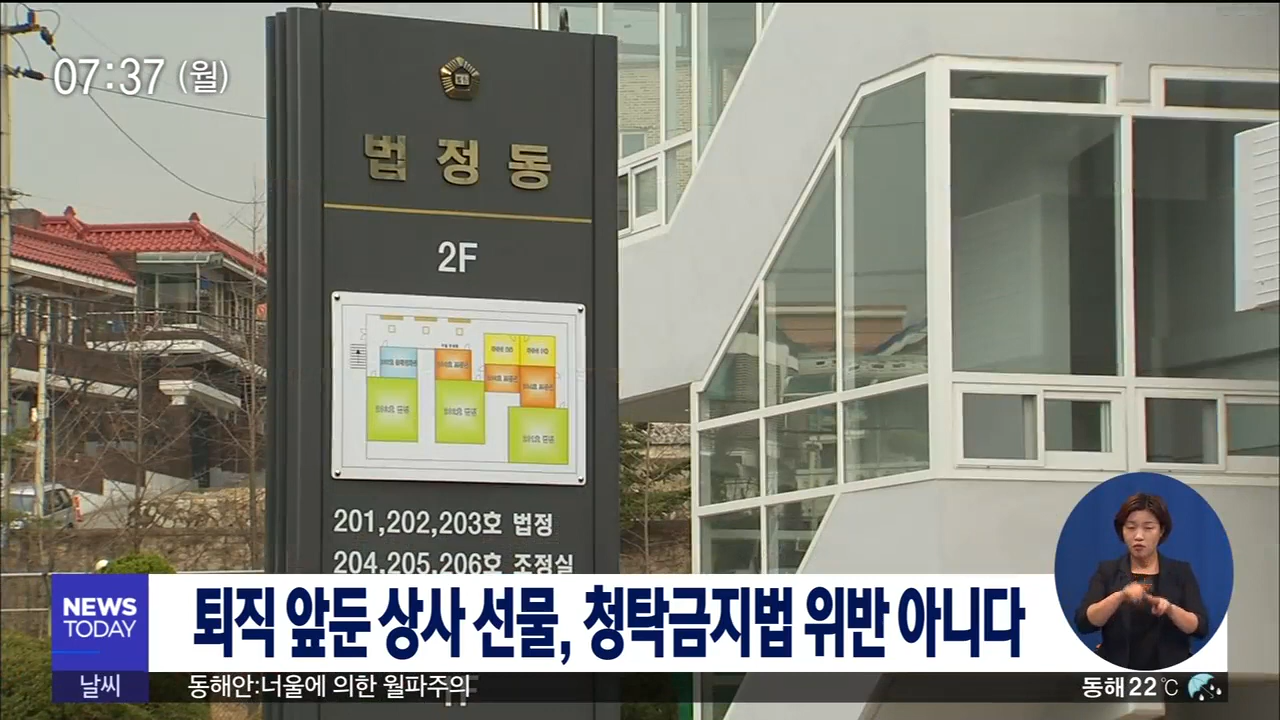 07:37 (월)
법정동
2F
201,202,203호 법정
204,205,206호 조정실
NEWS
TODAY
퇴직 앞둔 상사 선물, 청탁금지법 위반 아니다
날씨
동해안:너울에 의한 월파주의
동해 22℃